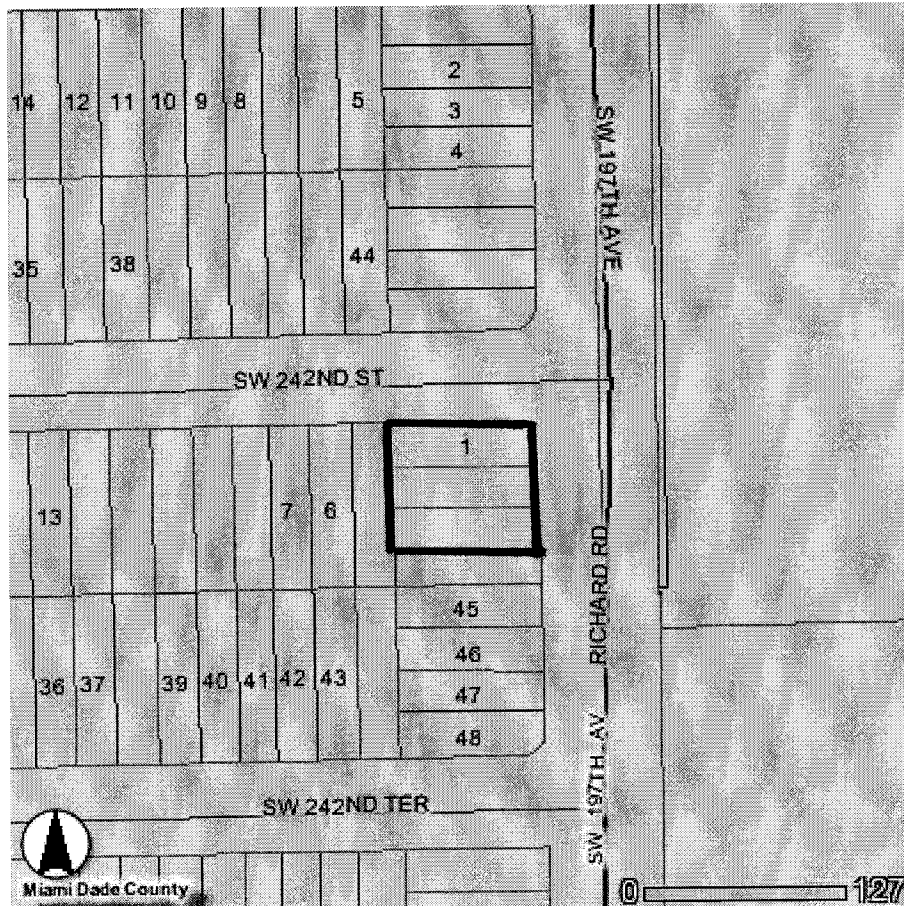 2
14 12 11 10 9 8 5 3
4
SW 197TH AVE
35 38 44
SW 242ND ST
1
13 7 6
RICHARD RD
45
46
36 37 39 40 41 42 43
47
48
SW 197TH AV
SW 242ND TER
Miami Dade County
0 127